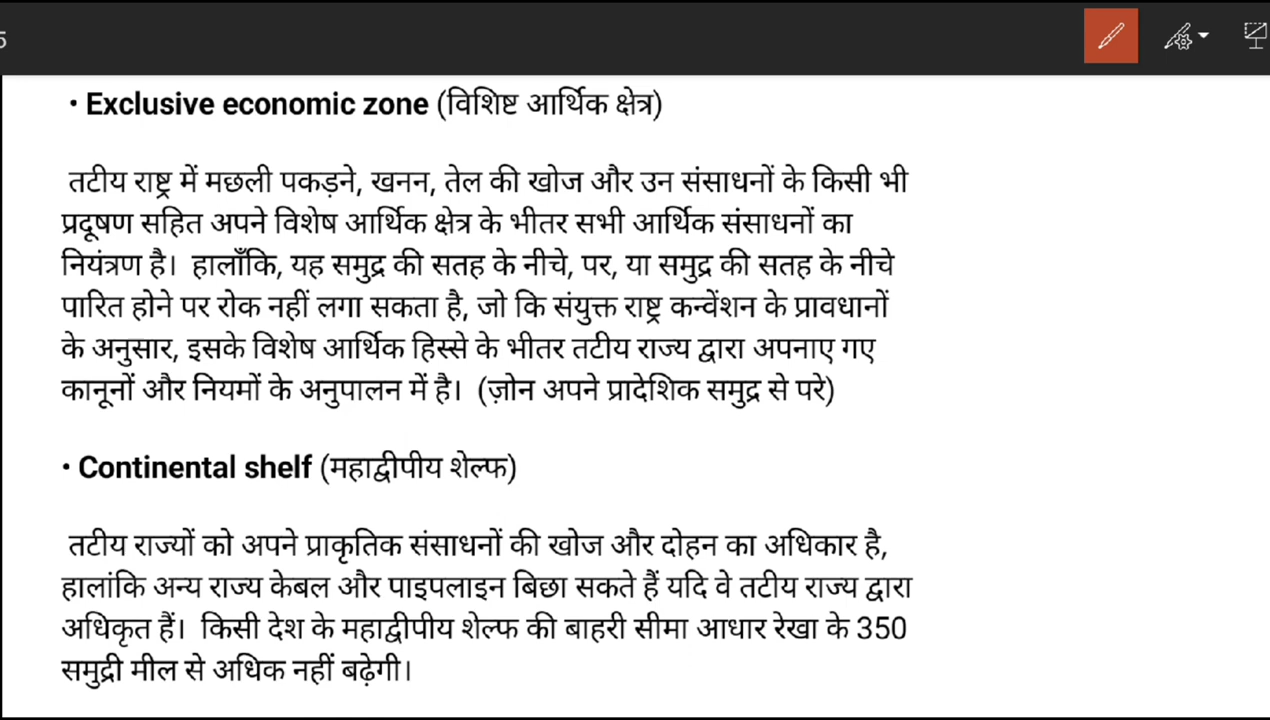 5
• Exclusive economic zone (विशिष्ट आर्थिक क्षेत्र)
तटीय राष्ट्र में मछली पकड़ने, खनन, तेल की खोज और उन संसाधनों के किसी भी
प्रदूषण सहित अपने विशेष आर्थिक क्षेत्र के भीतर सभी आर्थिक संसाधनों का
नियंत्रण है। हालाँकि, यह समुद्र की सतह के नीचे, पर, या समुद्र की सतह के नीचे
पारित होने पर रोक नहीं लगा सकता है, जो कि संयुक्त राष्ट्र कन्वेंशन के प्रावधानों
के अनुसार, इसके विशेष आर्थिक हिस्से के भीतर तटीय राज्य द्वारा अपनाए गए
कानूनों और नियमों के अनुपालन में है। (ज़ोन अपने प्रादेशिक समुद्र से परे)
• Continental shelf (महाद्वीपीय शेल्फ)
तटीय राज्यों को अपने प्राकृतिक संसाधनों की खोज और दोहन का अधिकार है,
हालांकि अन्य राज्य केबल और पाइपलाइन बिछा सकते हैं यदि वे तटीय राज्य द्वारा
अधिकृत हैं। किसी देश के महाद्वीपीय शेल्फ की बाहरी सीमा आधार रेखा के 350
समुद्री मील से अधिक नहीं बढ़ेगी।